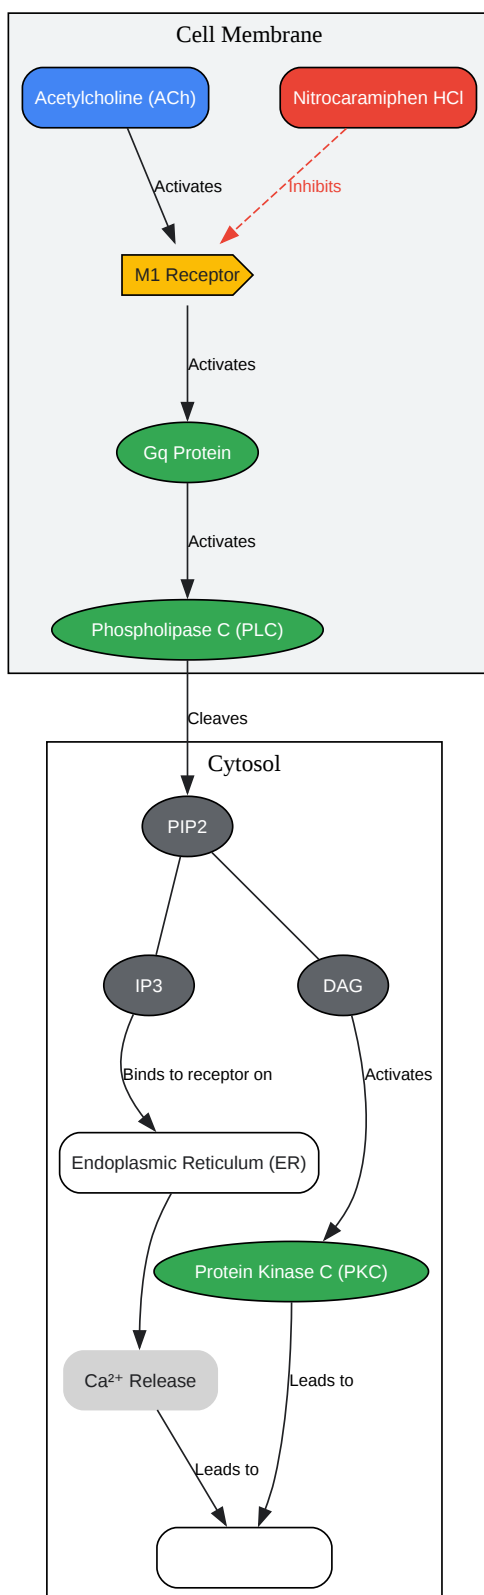 Cell Membrane
Acetylcholine (ACh)
Nitrocaramiphen HCl
Activates
Inhibits
M1 Receptor
Activates
Gq Protein
Activates
Phospholipase C (PLC)
Cleaves
Cytosol
PIP2
IP3
DAG
Binds to receptor on
Activates
Endoplasmic Reticulum (ER)
Protein Kinase C (PKC)
Ca²⁺ Release
Leads to
Leads to